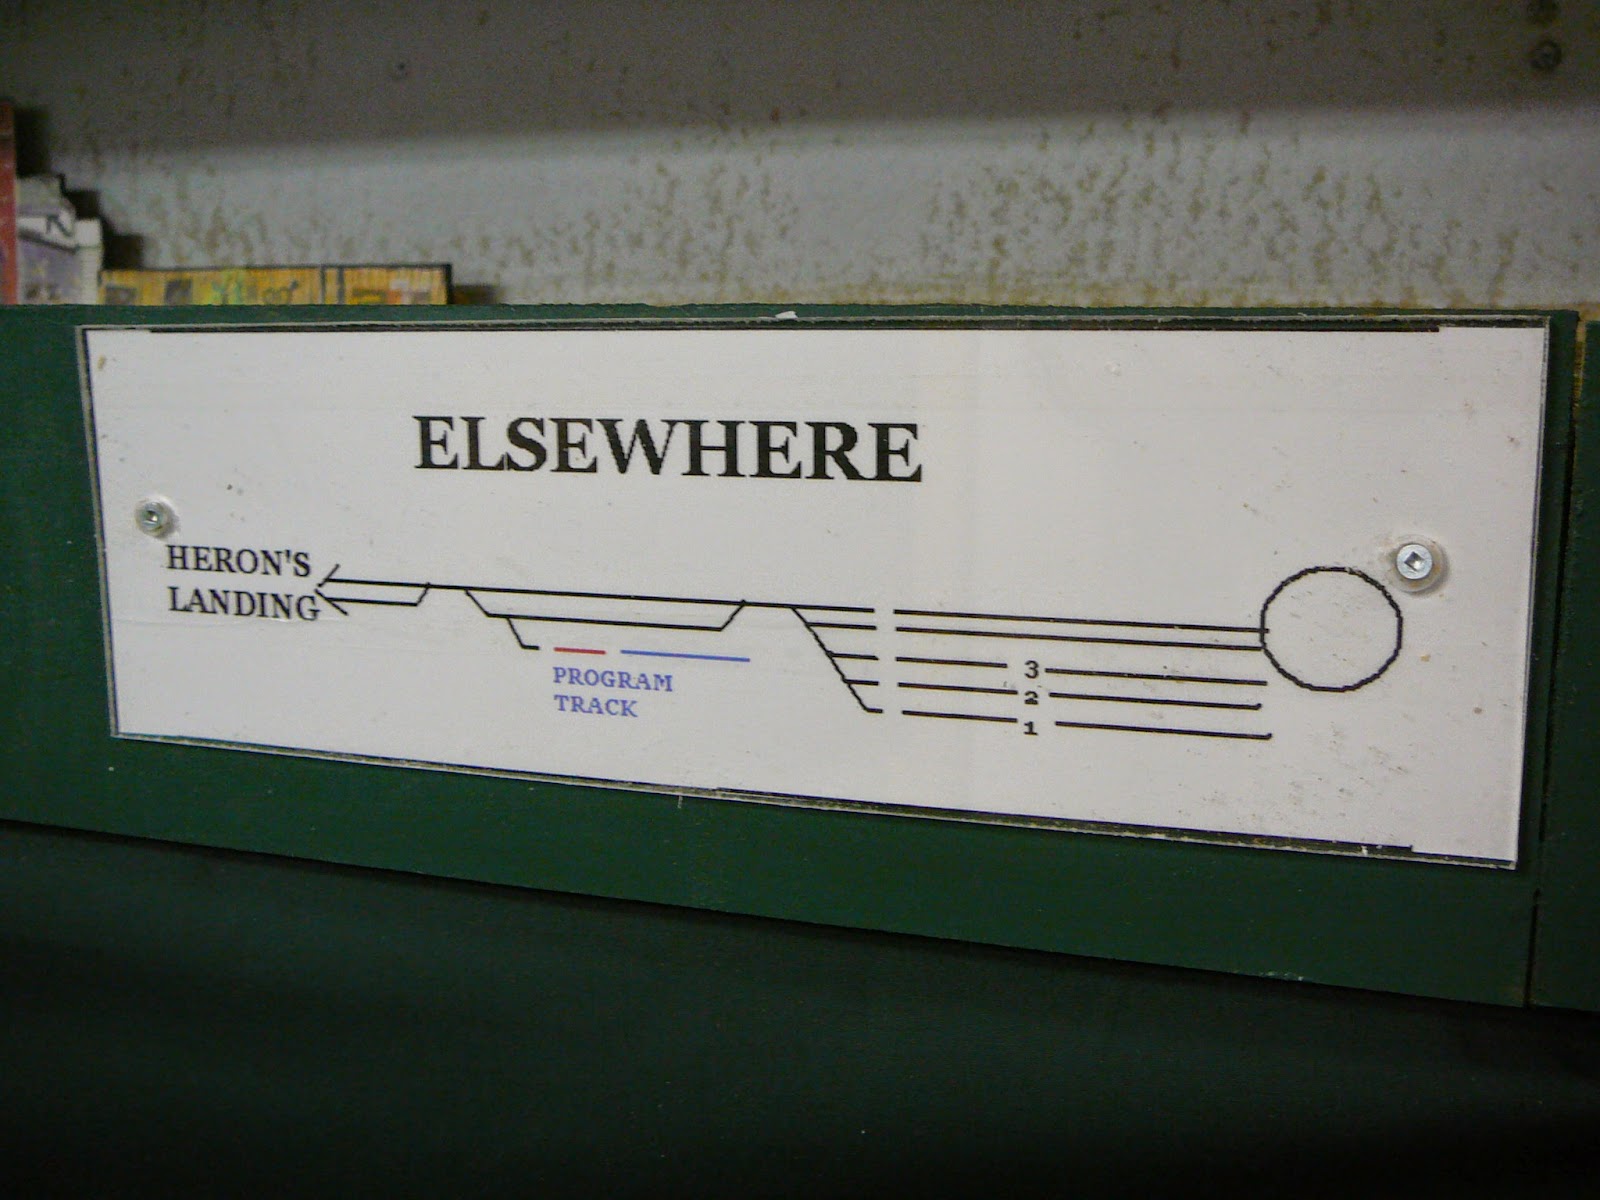 ELSEWHERE
HERON'S
LANDING
PROGRAM
TRACK
3
2
1